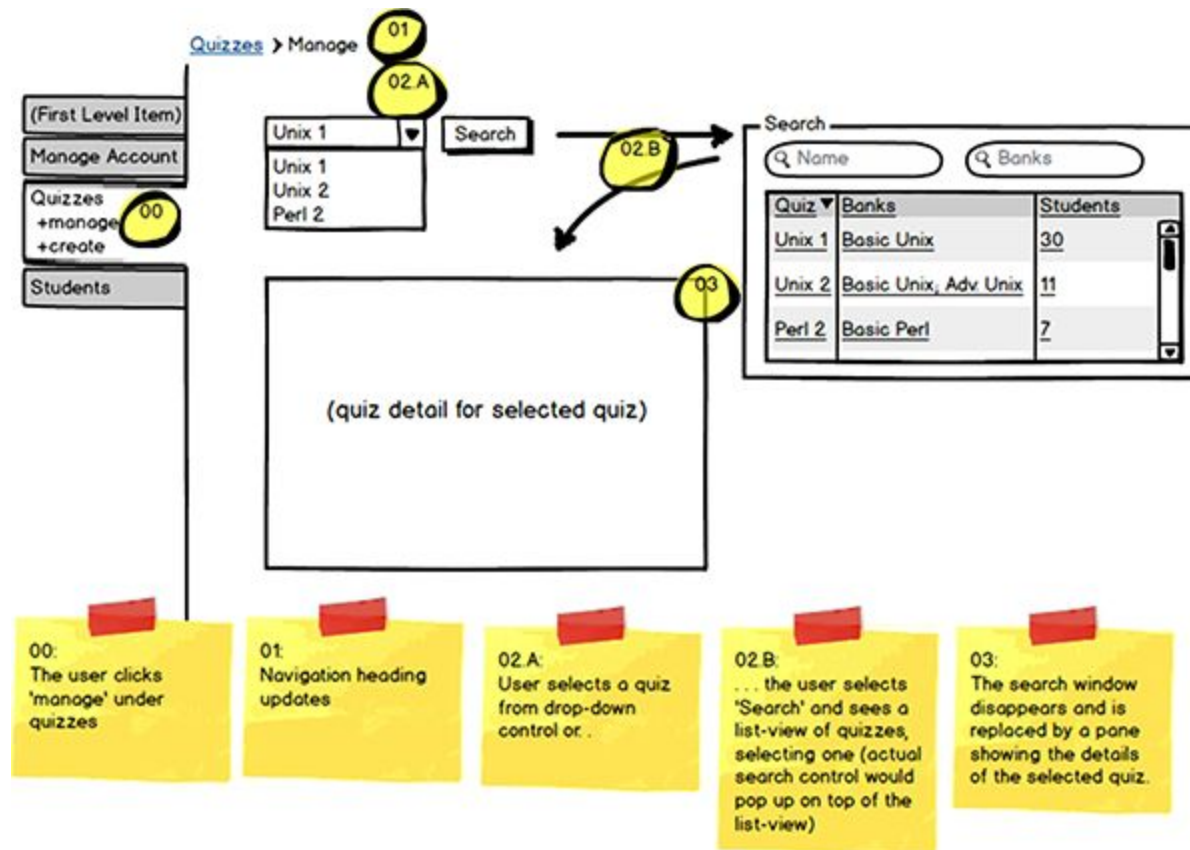 Quizzes > Manage
01
02.A
(First Level Item)
Manage Account
Quizzes
+manage
+create
00
Students
Unix 1
Search
Unix 1
Unix 2
Perl 2
02.B
Search
Name
Banks
Quiz Banks Students
Unix 1 Basic Unix 30
Unix 2 Basic Unix, Adv. Unix 11
Perl 2 Basic Perl 7
03
(quiz detail for selected quiz)
00:
The user clicks
'manage' under
quizzes
01:
Navigation heading
updates
02.A:
User selects a quiz
from drop-down
control or. .
02.B:
. . . the user selects
'Search' and sees a
list-view of quizzes,
selecting one (actual
search control would
pop up on top of the
list-view)
03:
The search window
disappears and is
replaced by a pane
showing the details
of the selected quiz.